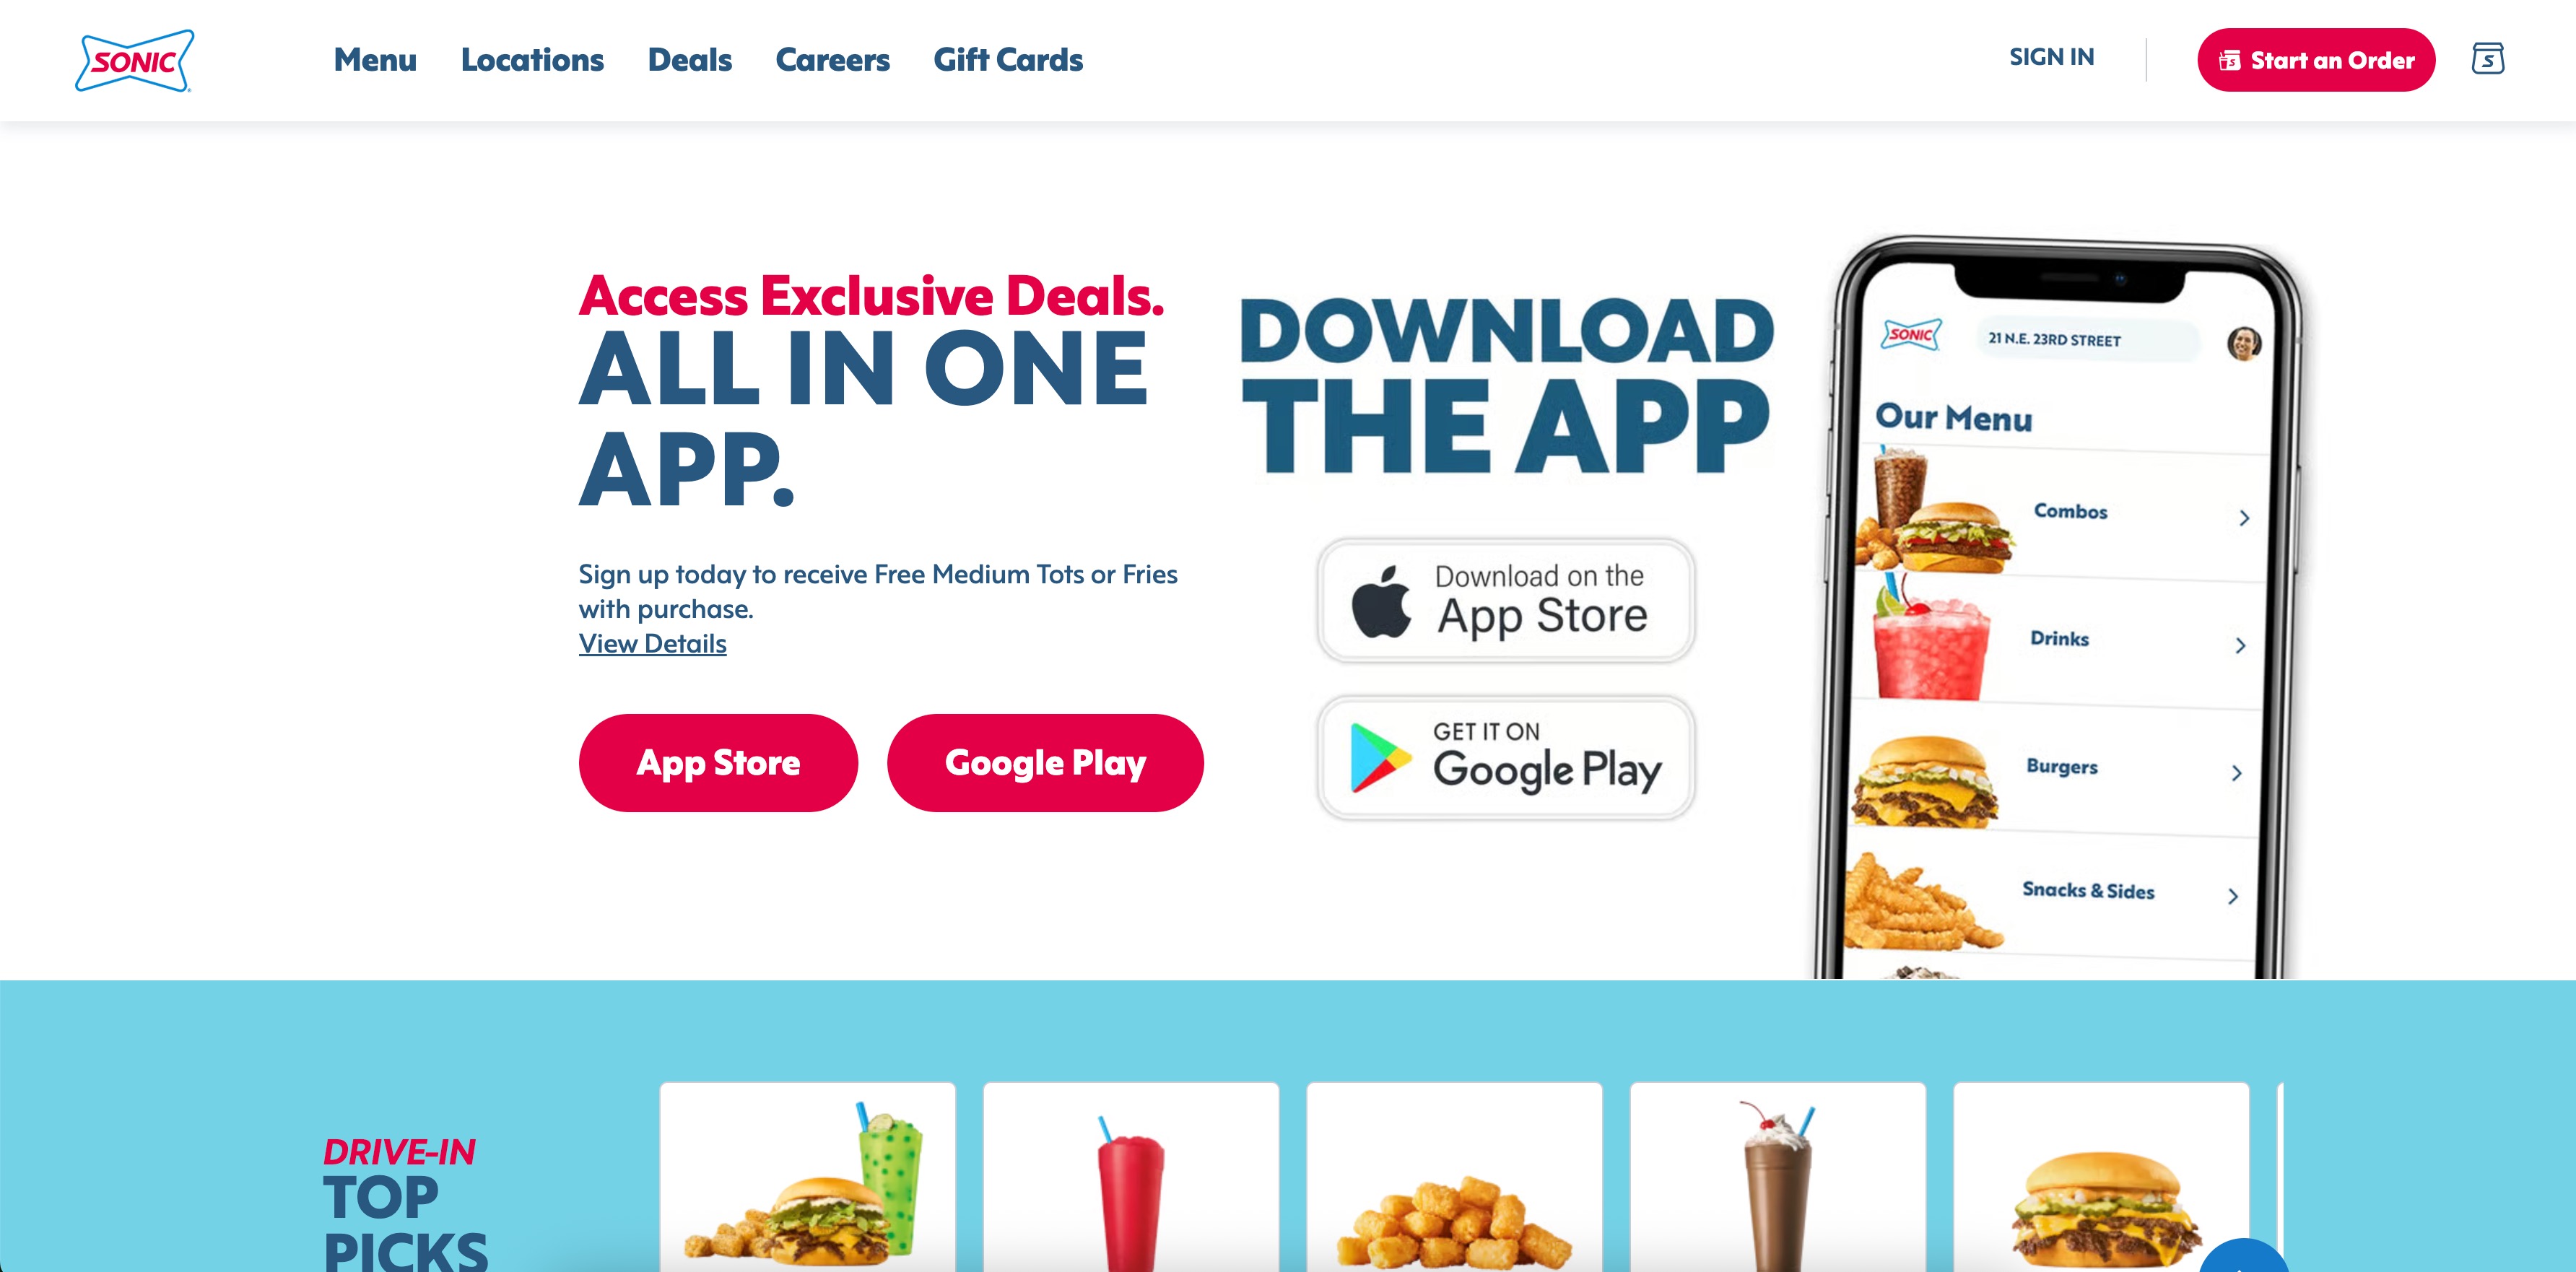 SONIC
Menu
Locations
Deals
Careers
Gift Cards
SIGN IN
Start an Order
Access Exclusive Deals.
ALL IN ONE
APP.
Sign up today to receive Free Medium Tots or Fries
with purchase.
View Details
App Store
Google Play
DOWNLOAD
THE APP
Download on the
App Store
GET IT ON
Google Play
SONIC
21 N.E. 23RD STREET
Our Menu
Combos
Drinks
Burgers
Snacks & Sides
DRIVE-IN
TOP
PICKS